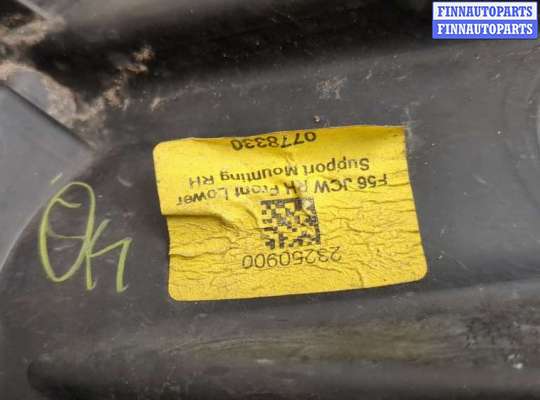 FINNAUTOPARTS
FINNAUTOPARTS
23250900
F56 JCW RH Front Lower
Support Mounting RH
0778330
OK